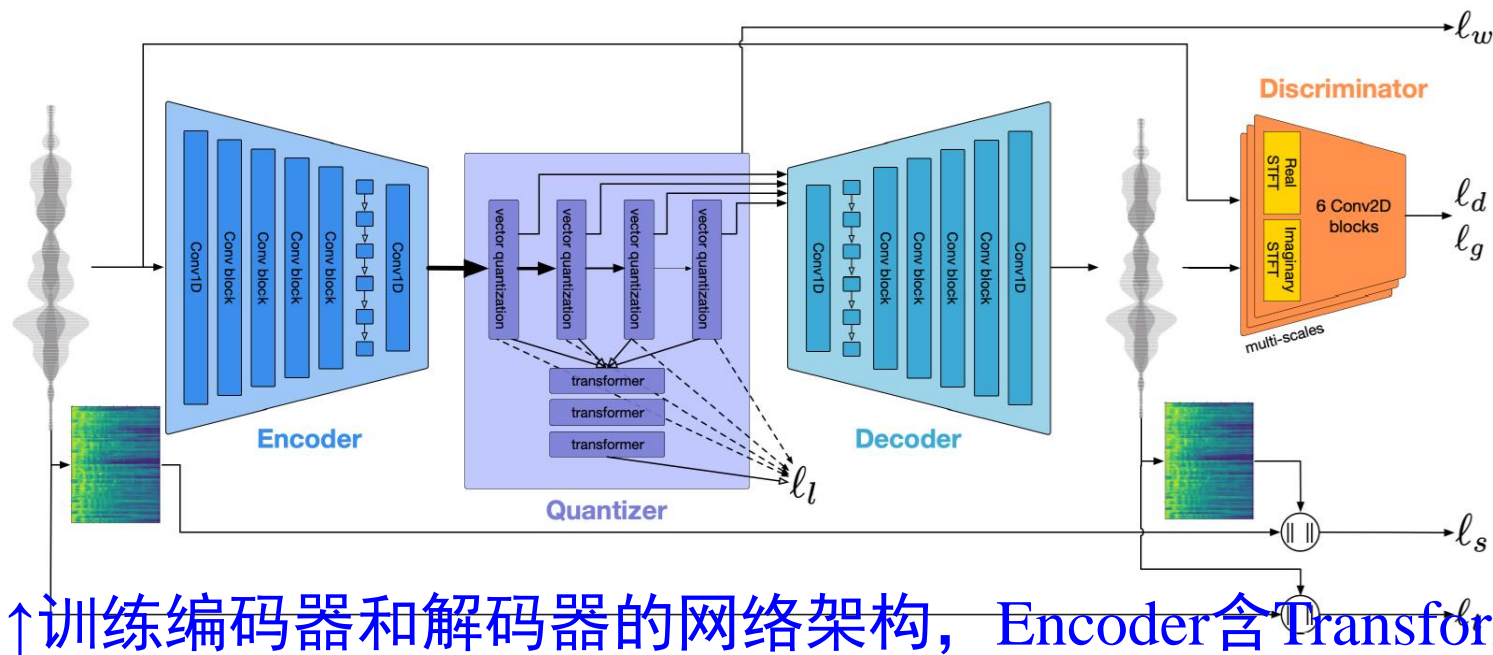 ℓw
Discriminator
Real STFT
Imaginary STFT
6 Conv2D
blocks
multi-scales
ℓd
ℓg
Conv1D
Conv block
Conv block
Conv block
Conv block
Conv1D
Encoder
vector quantization
vector quantization
vector quantization
vector quantization
transformer
transformer
transformer
Quantizer
ℓl
Conv1D
Conv block
Conv block
Conv block
Conv block
Conv1D
Decoder
|| ||
ℓs
|| ||
ℓt
↑训练编码器和解码器的网络架构，Encoder含Transfor